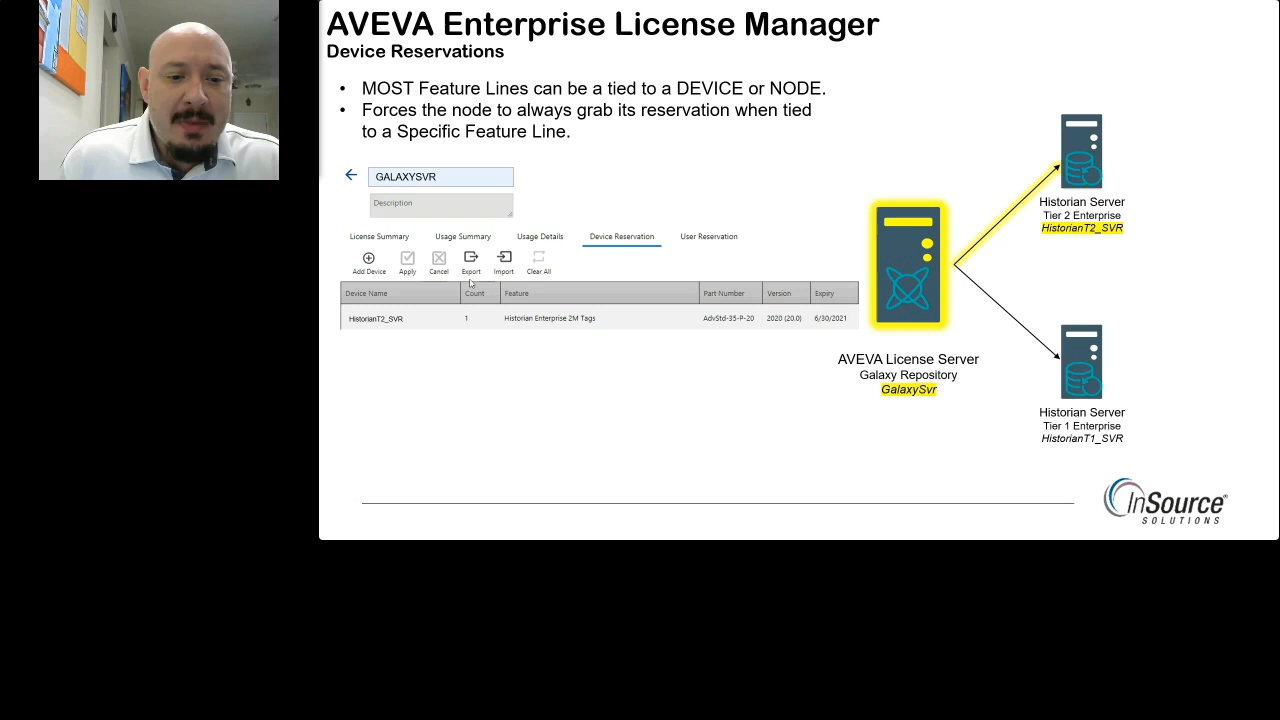 AVEVA Enterprise License Manager
Device Reservations
• MOST Feature Lines can be a tied to a DEVICE or NODE.
• Forces the node to always grab its reservation when tied
to a Specific Feature Line.
GALAXYSVR
Description
License Summary Usage Summary Usage Details Device Reservation User Reservation
Add Device Apply Cancel Export Import Clear All
Device Name Count Feature Part Number Version Expiry
HistorianT2_SVR 1 Historian Enterprise 2M Tags AdvStd-35-P-20 2020 (20.0) 6/30/2021
Historian Server
Tier 2 Enterprise
HistorianT2_SVR
AVEVA License Server
Galaxy Repository
GalaxySvr
Historian Server
Tier 1 Enterprise
HistorianT1_SVR
InSource®
SOLUTIONS